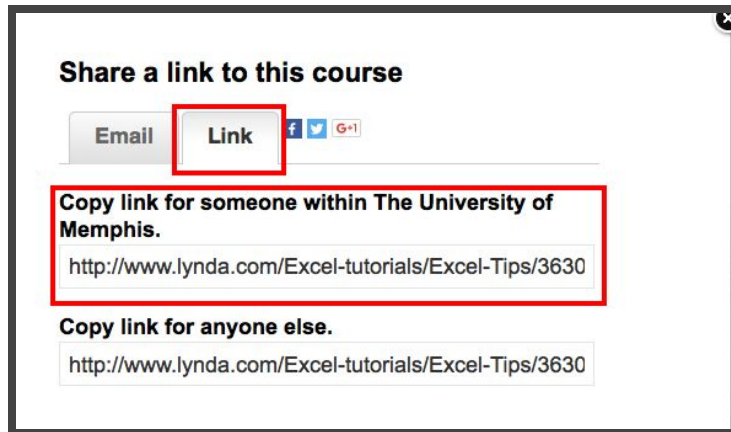 Share a link to this course
Email Link f G+1
Copy link for someone within The University of
Memphis.
http://www.lynda.com/Excel-tutorials/Excel-Tips/3630
Copy link for anyone else.
http://www.lynda.com/Excel-tutorials/Excel-Tips/3630